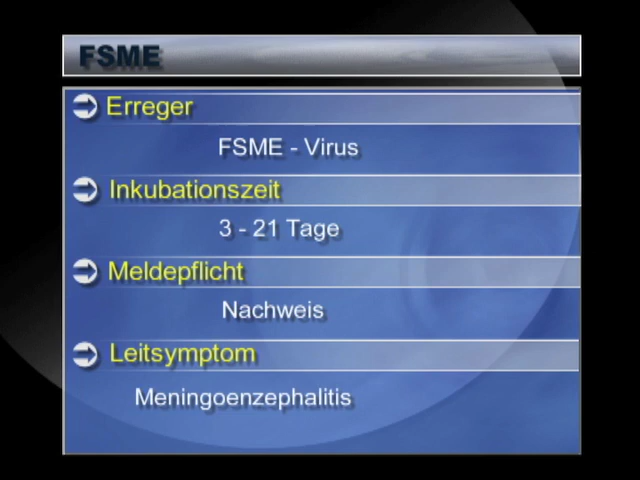 FSME
Erreger
FSME - Virus
Inkubationszeit
3 - 21 Tage
Meldepflicht
Nachweis
Leitsymptom
Meningoenzephalitis